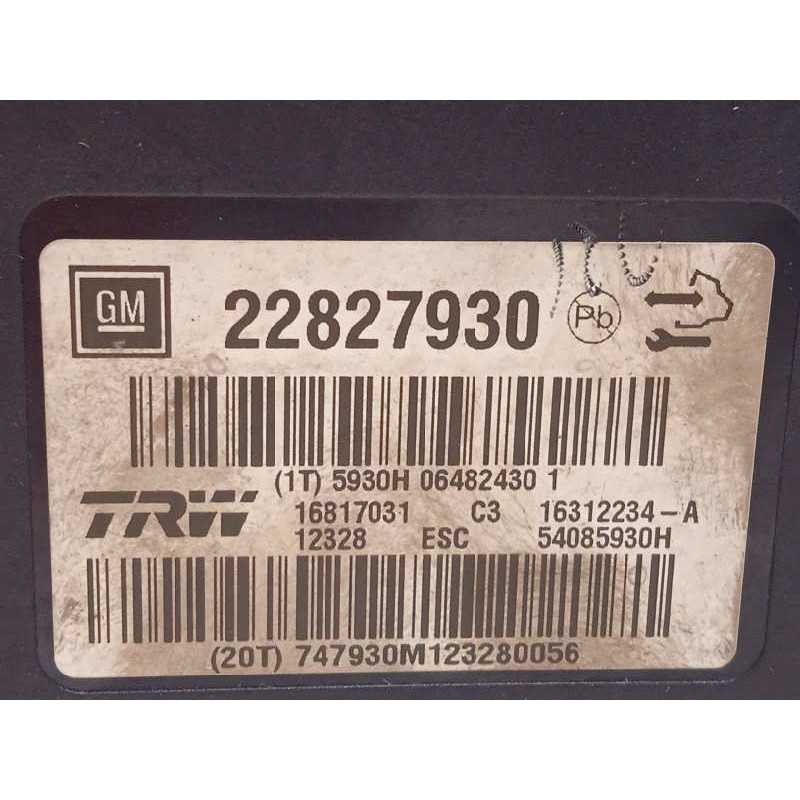 GM
22827930
Pb
(1T) 5930H 06482430 1
TRW
16817031 C3 16312234-A
12328 ESC 54085930H
(20T) 747930M123280056